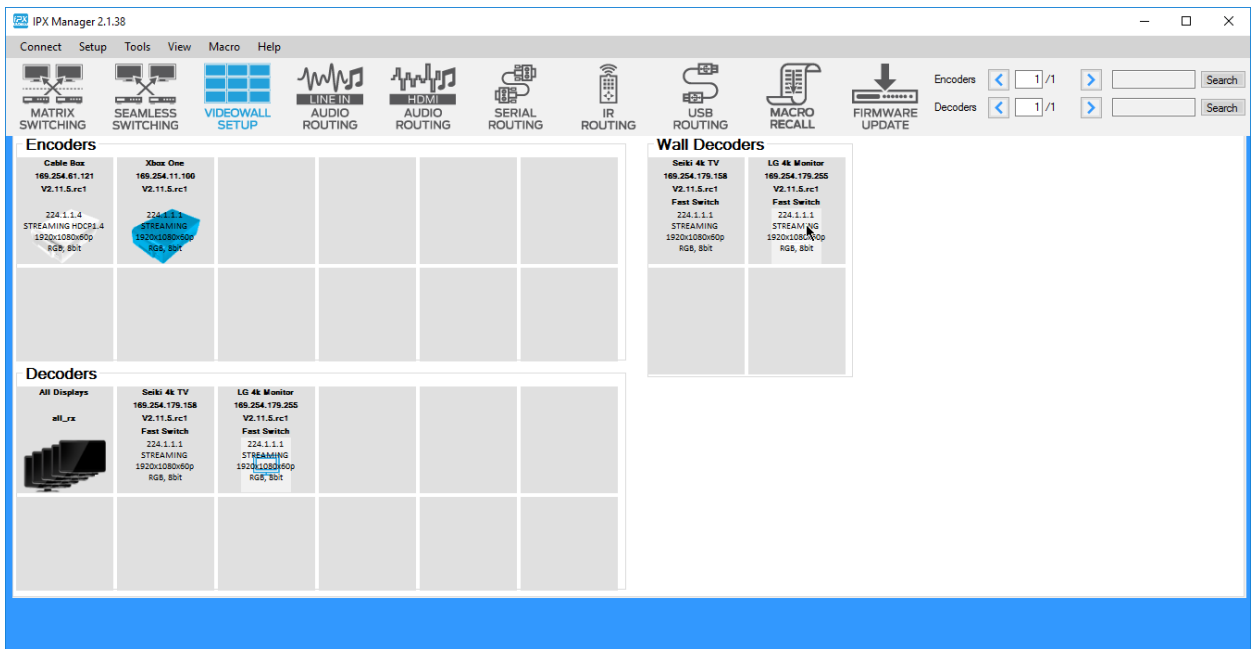 IPX Manager 2.1.38
Connect Setup Tools View Macro Help
MATRIX SWITCHING
SEAMLESS SWITCHING
VIDEOWALL SETUP
LINE IN
AUDIO ROUTING
HDMI
AUDIO ROUTING
SERIAL ROUTING
IR ROUTING
USB ROUTING
MACRO RECALL
FIRMWARE UPDATE
Encoders 1 /1 Search
Decoders 1 /1 Search
Encoders
Cable Box
169.254.61.121
V2.11.5.rc1
224.1.1.4
STREAMING HDCP1.4
1920x1080x60p
RGB, 8bit
Xbox One
169.254.11.100
V2.11.5.rc1
224.1.1.1
STREAMING
1920x1080x60p
RGB, 8bit
Wall Decoders
Seiki 4k TV
169.254.179.158
V2.11.5.rc1
Fast Switch
224.1.1.1
STREAMING
1920x1080x60p
RGB, 8bit
LG 4k Monitor
169.254.179.255
V2.11.5.rc1
Fast Switch
224.1.1.1
STREAMING
1920x1080x60p
RGB, 8bit
Decoders
All Displays
all_rx
Seiki 4k TV
169.254.179.158
V2.11.5.rc1
Fast Switch
224.1.1.1
STREAMING
1920x1080x60p
RGB, 8bit
LG 4k Monitor
169.254.179.255
V2.11.5.rc1
Fast Switch
224.1.1.1
STREAMING
1920x1080x60p
RGB, 8bit